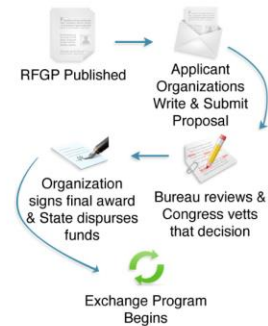 RFGP Published
Applicant
Organizations
Write & Submit
Proposal
Bureau reviews &
Congress vetts
that decision
Organization
signs final award
& State dispurses
funds
Exchange Program
Begins